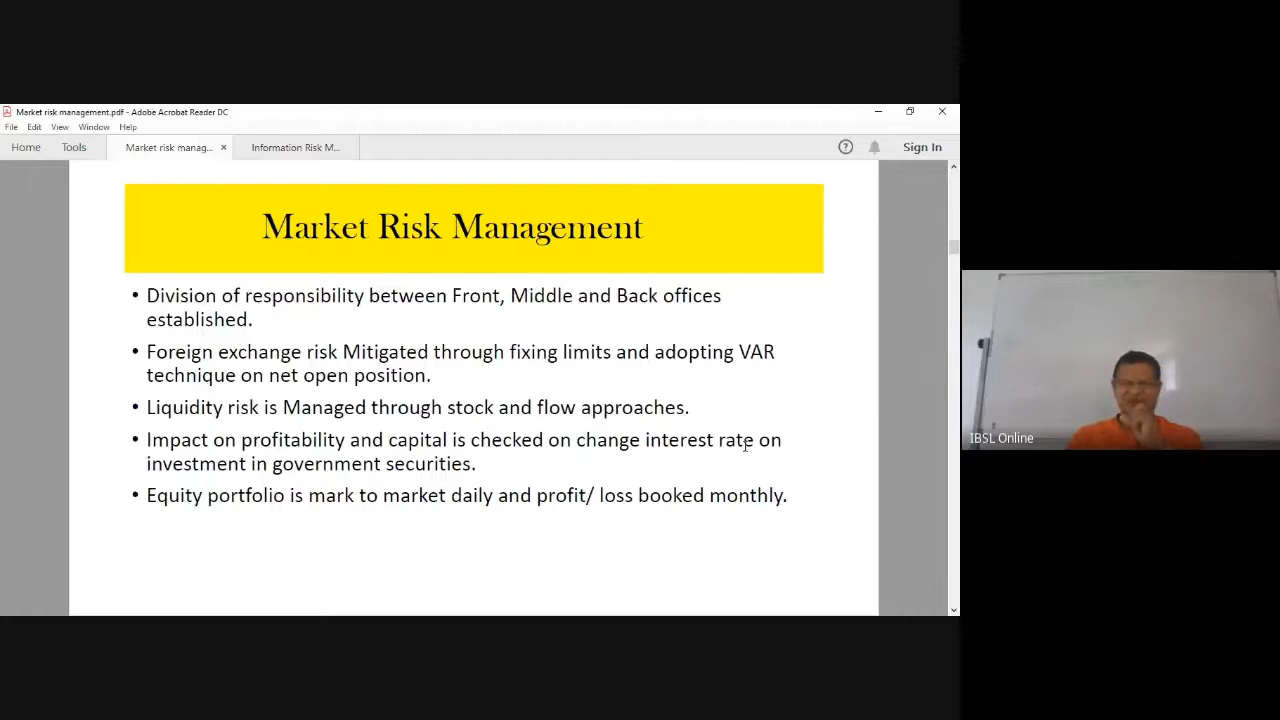 Market risk management.pdf - Adobe Acrobat Reader DC
File Edit View Window Help
Home Tools Market risk manag... × Information Risk M... Sign In
Market Risk Management
• Division of responsibility between Front, Middle and Back offices
established.
• Foreign exchange risk Mitigated through fixing limits and adopting VAR
technique on net open position.
• Liquidity risk is Managed through stock and flow approaches.
• Impact on profitability and capital is checked on change interest rate on
investment in government securities.
• Equity portfolio is mark to market daily and profit/ loss booked monthly.
IBSL Online